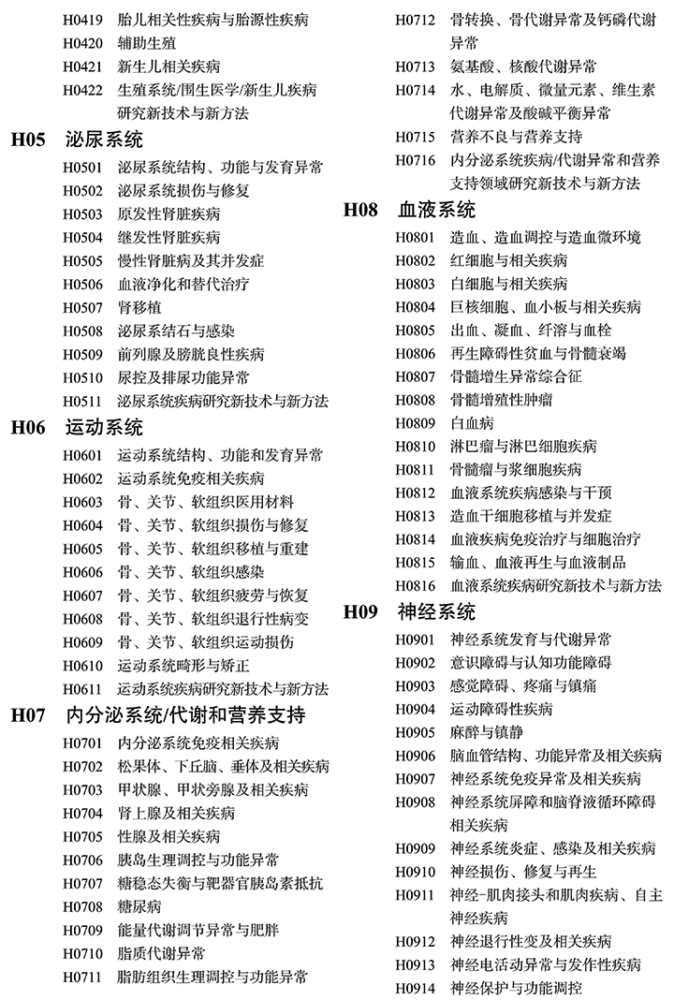 H0419 胎儿相关性疾病与胎源性疾病
H0420 辅助生殖
H0421 新生儿相关疾病
H0422 生殖系统/围生医学/新生儿疾病
研究新技术与新方法
H05 泌尿系统
H0501 泌尿系统结构、功能与发育异常
H0502 泌尿系统损伤与修复
H0503 原发性肾脏疾病
H0504 继发性肾脏疾病
H0505 慢性肾脏病及其并发症
H0506 血液净化和替代治疗
H0507 肾移植
H0508 泌尿系结石与感染
H0509 前列腺及膀胱良性疾病
H0510 尿控及排尿功能异常
H0511 泌尿系统疾病研究新技术与新方法
H06 运动系统
H0601 运动系统结构、功能和发育异常
H0602 运动系统免疫相关疾病
H0603 骨、关节、软组织医用材料
H0604 骨、关节、软组织损伤与修复
H0605 骨、关节、软组织移植与重建
H0606 骨、关节、软组织感染
H0607 骨、关节、软组织疲劳与恢复
H0608 骨、关节、软组织退行性病变
H0609 骨、关节、软组织运动损伤
H0610 运动系统畸形与矫正
H0611 运动系统疾病研究新技术与新方法
H07 内分泌系统/代谢和营养支持
H0701 内分泌系统免疫相关疾病
H0702 松果体、下丘脑、垂体及相关疾病
H0703 甲状腺、甲状旁腺及相关疾病
H0704 肾上腺及相关疾病
H0705 性腺及相关疾病
H0706 胰岛生理调控与功能异常
H0707 糖稳态失衡与靶器官胰岛素抵抗
H0708 糖尿病
H0709 能量代谢调节异常与肥胖
H0710 脂质代谢异常
H0711 脂肪组织生理调控与功能异常
H0712 骨转换、骨代谢异常及钙磷代谢
异常
H0713 氨基酸、核酸代谢异常
H0714 水、电解质、微量元素、维生素
代谢异常及酸碱平衡异常
H0715 营养不良与营养支持
H0716 内分泌系统疾病/代谢异常和营养
支持领域研究新技术与新方法
H08 血液系统
H0801 造血、造血调控与造血微环境
H0802 红细胞与相关疾病
H0803 白细胞与相关疾病
H0804 巨核细胞、血小板与相关疾病
H0805 出血、凝血、纤溶与血栓
H0806 再生障碍性贫血与骨髓衰竭
H0807 骨髓增生异常综合征
H0808 骨髓增殖性肿瘤
H0809 白血病
H0810 淋巴瘤与淋巴细胞疾病
H0811 骨髓瘤与浆细胞疾病
H0812 血液系统疾病感染与干预
H0813 造血干细胞移植与并发症
H0814 血液疾病免疫治疗与细胞治疗
H0815 输血、血液再生与血液制品
H0816 血液系统疾病研究新技术与新方法
H09 神经系统
H0901 神经系统发育与代谢异常
H0902 意识障碍与认知功能障碍
H0903 感觉障碍、疼痛与镇痛
H0904 运动障碍性疾病
H0905 麻醉与镇静
H0906 脑血管结构、功能异常及相关疾病
H0907 神经系统免疫异常及相关疾病
H0908 神经系统屏障和脑脊液循环障碍
相关疾病
H0909 神经系统炎症、感染及相关疾病
H0910 神经损伤、修复与再生
H0911 神经-肌肉接头和肌肉疾病、自主
神经疾病
H0912 神经退行性变及相关疾病
H0913 神经电活动异常与发作性疾病
H0914 神经保护与功能调控